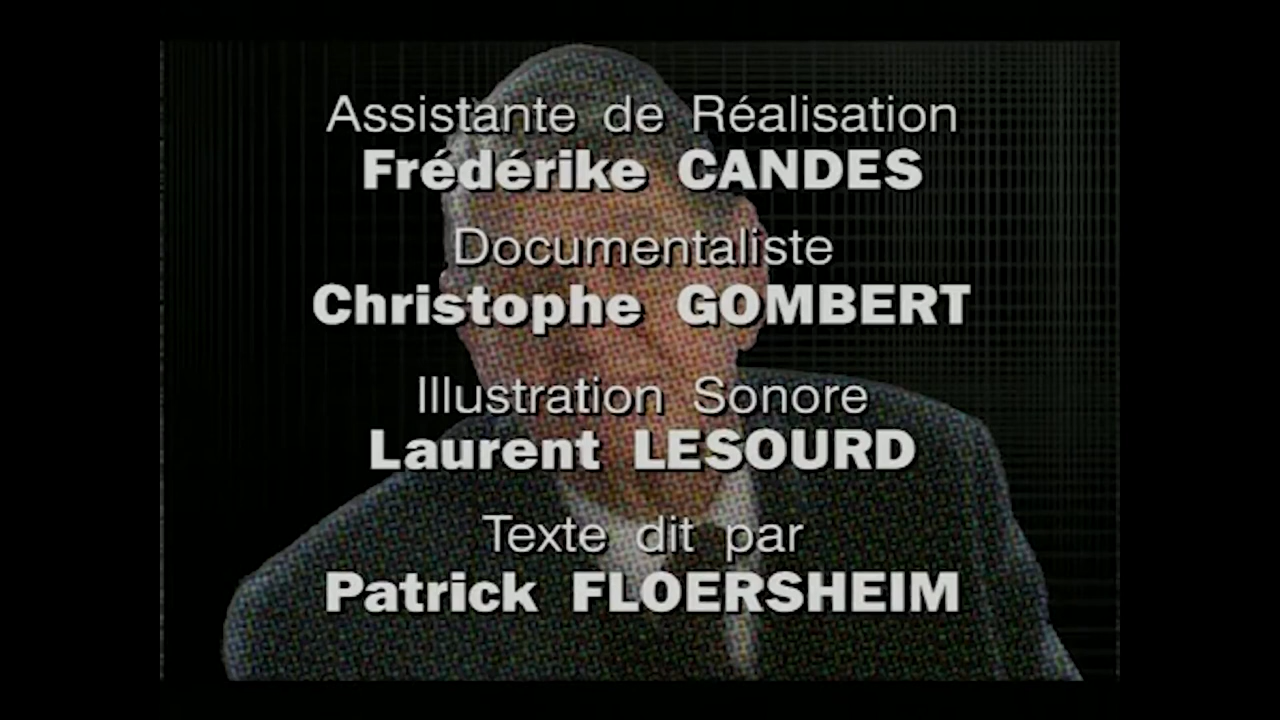 Assistante de Réalisation
Frédérike CANDES
Documentaliste
Christophe GOMBERT
Illustration Sonore
Laurent LESOURD
Texte dit par
Patrick FLOERSHEIM